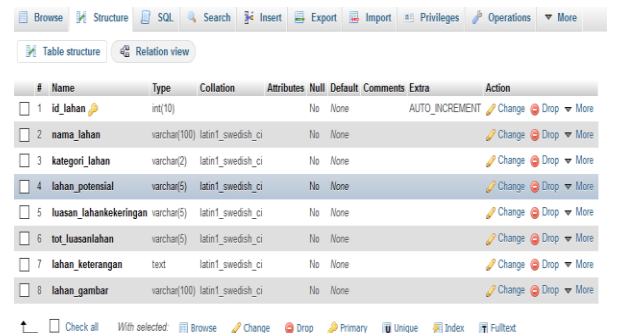 Browse Structure SQL Search Insert Export Import Privileges Operations More
Table structure Relation view
# Name Type Collation Attributes Null Default Comments Extra Action
1 id_lahan int(10) No None AUTO_INCREMENT Change Drop More
2 nama_lahan varchar(100) latin1_swedish_ci No None Change Drop More
3 kategori_lahan varchar(2) latin1_swedish_ci No None Change Drop More
4 lahan_potensial varchar(5) latin1_swedish_ci No None Change Drop More
5 luasan_lahankekeringan varchar(5) latin1_swedish_ci No None Change Drop More
6 tot_luasanlahan varchar(5) latin1_swedish_ci No None Change Drop More
7 lahan_keterangan text latin1_swedish_ci No None Change Drop More
8 lahan_gambar varchar(100) latin1_swedish_ci No None Change Drop More
Check all With selected: Browse Change Drop Primary Unique Index Fulltext